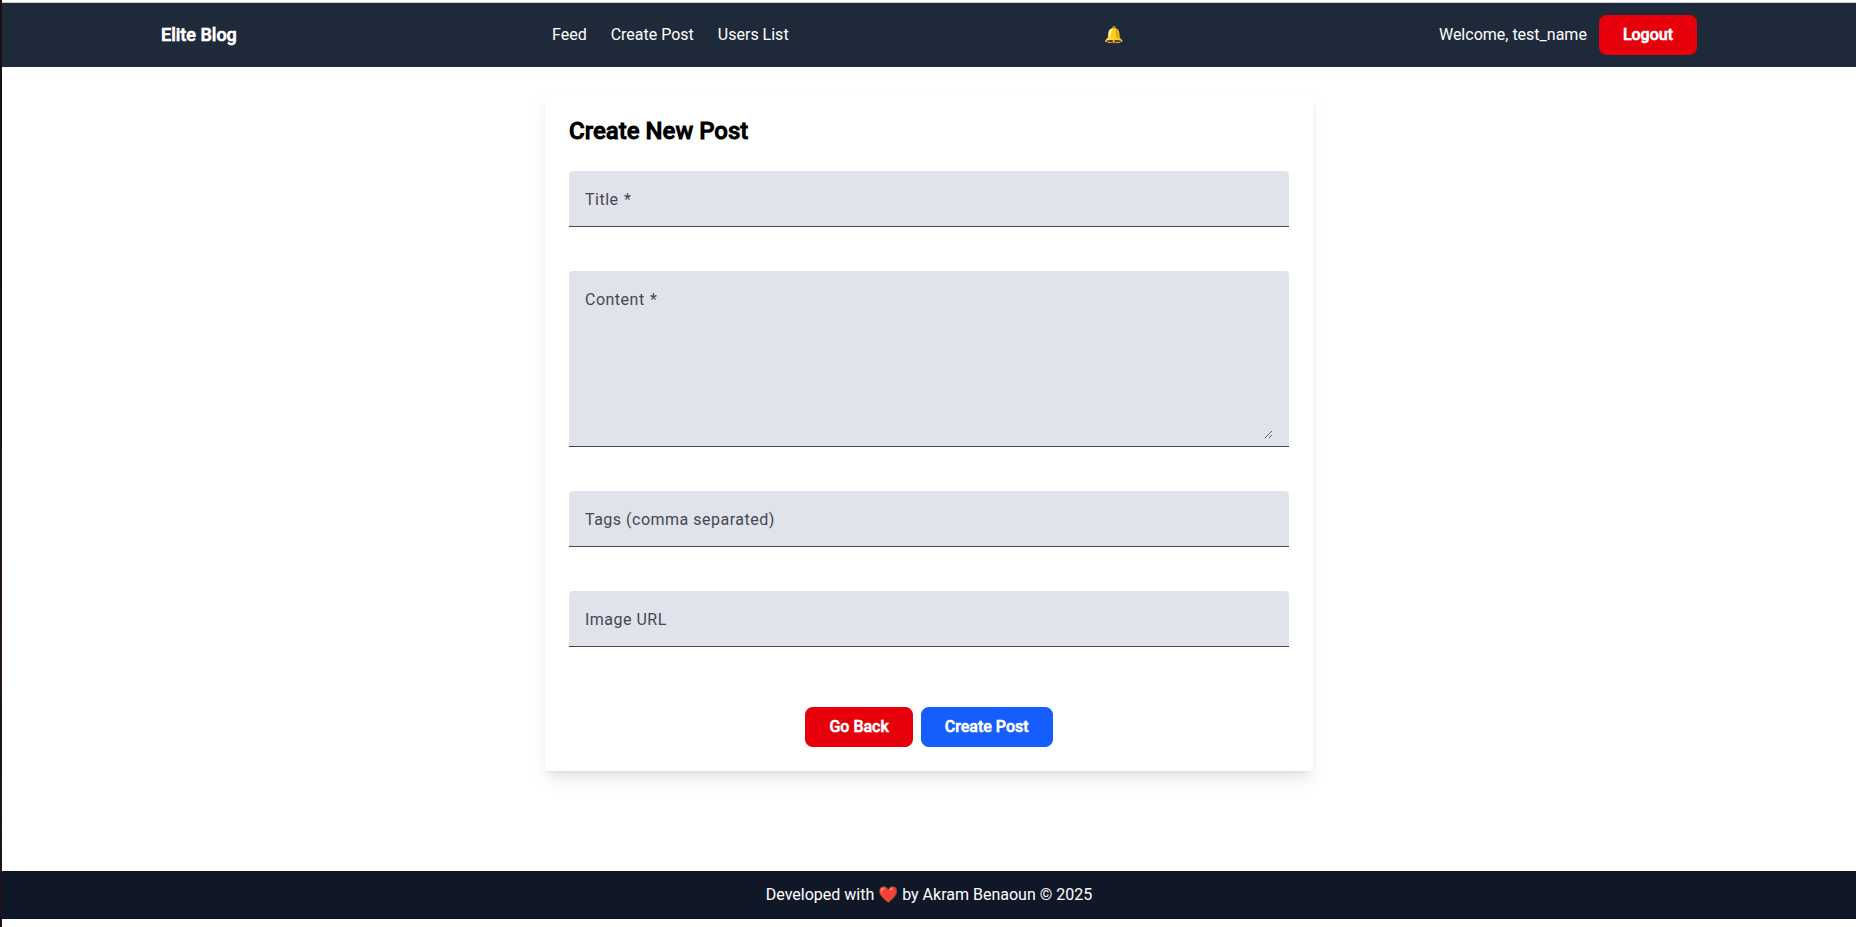 Elite Blog Feed Create Post Users List 🔔 Welcome, test_name Logout
Create New Post
Title *
Content *
Tags (comma separated)
Image URL
Go Back Create Post
Developed with ❤️ by Akram Benaoun © 2025